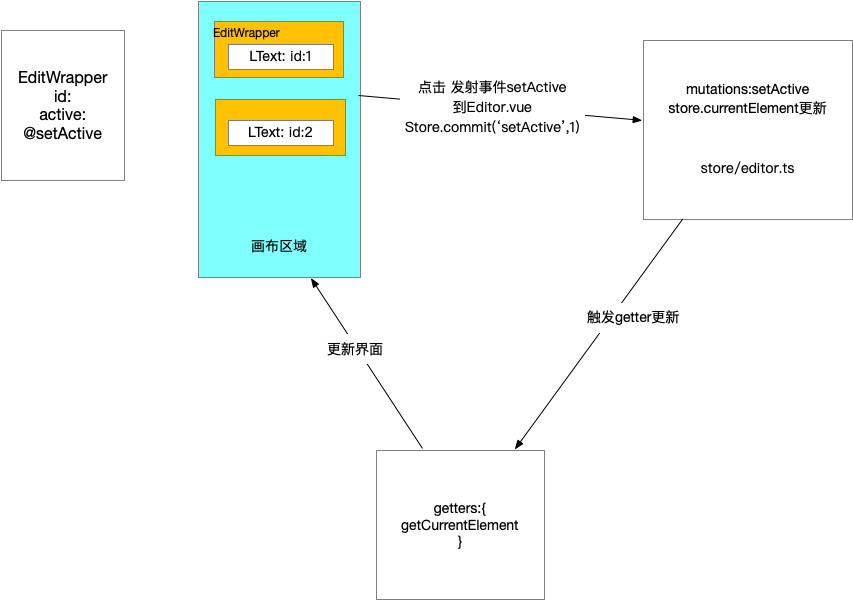 EditWrapper
id:
active:
@setActive
EditWrapper
LText: id:1
LText: id:2
画布区域
点击 发射事件setActive
到Editor.vue
Store.commit(‘setActive’,1)
mutations:setActive
store.currentElement更新
store/editor.ts
触发getter更新
更新界面
getters:{
getCurrentElement
}